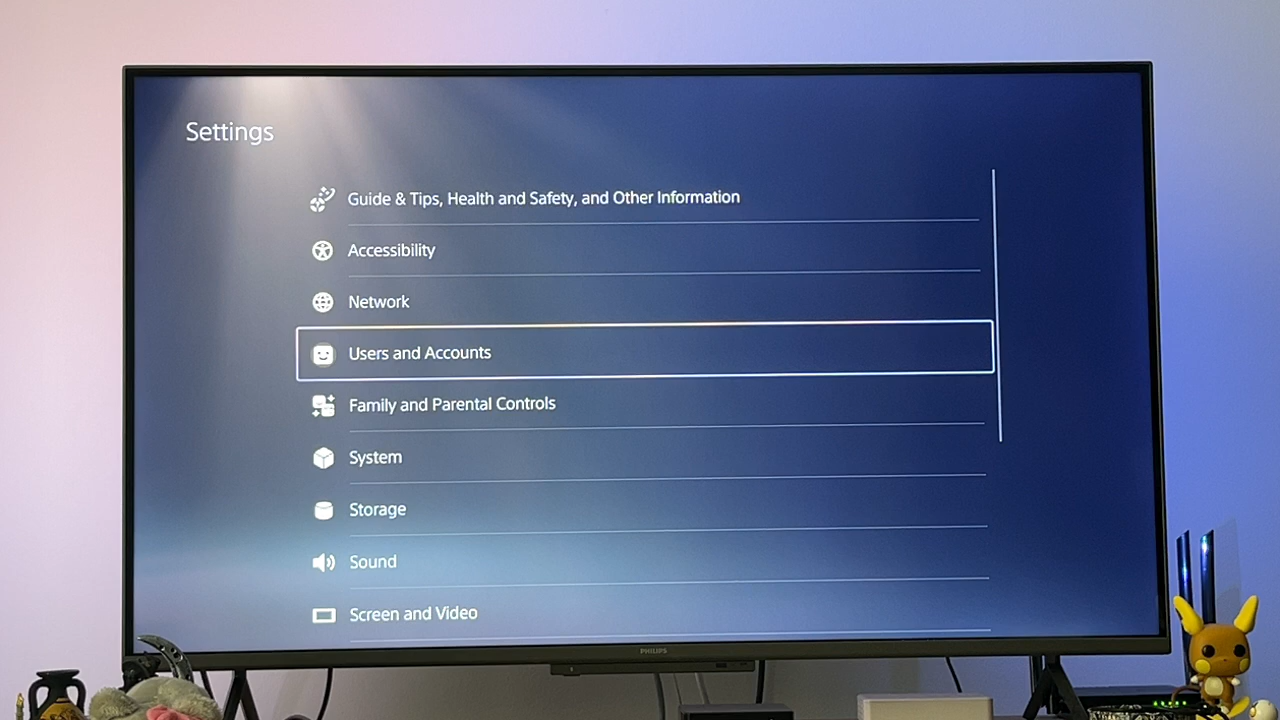 Settings
Guide & Tips, Health and Safety, and Other Information
Accessibility
Network
Users and Accounts
Family and Parental Controls
System
Storage
Sound
Screen and Video
PHILIPS